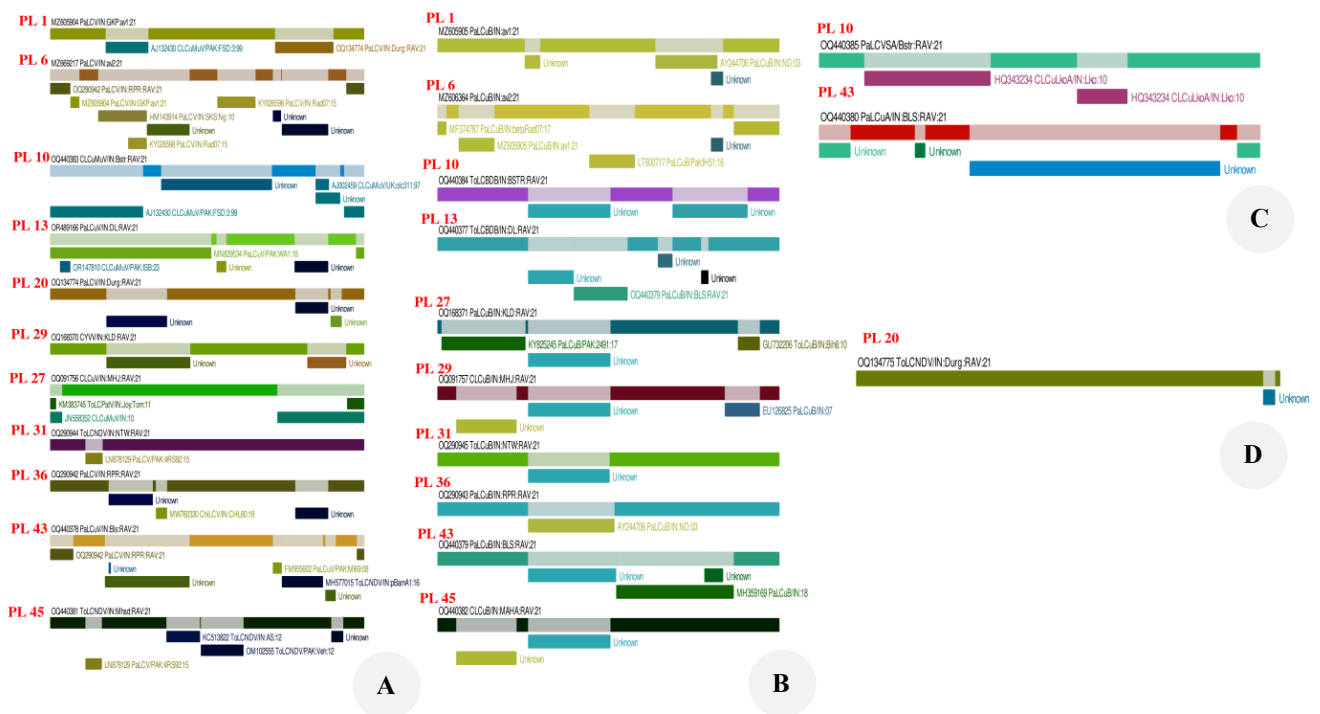 PL 1
MZ605904 PaLCV/IN:GKP:av1:21
AJ132430 CLCuMuV/PAK:FSD:3:99
OQ134774 PaLCV/IN:Durg:RAV:21
PL 6
MZ669217 PaLCV/IN:av2:21
OQ290942 PaLCV/IN:RPR:RAV:21
MZ605904 PaLCV/IN:GKP:av1:21
KY026598 PaLCV/IN:Rad07:15
HM143914 PaLCV/IN:SKS:Ng:10
Unknown
Unknown
Unknown
KY026598 PaLCV/IN:Rad07:15
PL 10
OQ440383 CLCuMuV/IN:Bstr:RAV:21
Unknown
AJ002459 CLCuMuV/UK:okr311:97
Unknown
AJ132430 CLCuMuV/PAK:FSD:3:99
PL 13
OR489166 PaLCuV/IN:DL:RAV:21
MN839534 PaLCuV/PAK:WA1:18
OR147810 CLCuMuV/PAK:ISB:23
Unknown
Unknown
PL 20
OQ134774 PaLCV/IN:Durg:RAV:21
Unknown
Unknown
Unknown
PL 29
OQ168370 CYVV/IN:KLD:RAV:21
Unknown
Unknown
PL 27
OQ091756 CLCuV/IN:MHJ:RAV:21
KM383745 ToLCPatV/IN:Joy:Tom:11
JN558352 CLCuMuV/IN:10
PL 31
OQ290944 ToLCNDV/IN:NTW:RAV:21
LN878129 PaLCV/PAK:4RS92:15
PL 36
OQ290942 PaLCV/IN:RPR:RAV:21
Unknown
Unknown
MW760330 ChiLCV/IN:CHL60:18
PL 43
OQ440378 PaLCuV/IN:Bls:RAV:21
OQ290942 PaLCV/IN:RPR:RAV:21
Unknown
FM955602 PaLCuV/PAK:MI69:08
Unknown
MH577015 ToLCNDV/IN:pBamA1:16
Unknown
PL 45
OQ440381 ToLCNDV/IN:Mhsd:RAV:21
KC513822 ToLCNDV/IN:AS:12
Unknown
OM102555 ToLCNDV/PAK:Veh:12
LN878129 PaLCV/PAK:4RS92:15
A
PL 1
MZ605905 PaLCuB/IN:av1:21
Unknown
AY244706 PaLCuB/IN:ND:03
Unknown
PL 6
MZ606364 PaLCuB/IN:av2:21
MF374787 PaLCuB/IN:betaRad07:17
MZ605905 PaLCuB/IN:av1:21
Unknown
LT600717 PaLCuB/Pak:IH51:16
PL 10
OQ440384 ToLCBDB/IN:BSTR:RAV:21
Unknown
Unknown
PL 13
OQ440377 ToLCBDB/IN:DL:RAV:21
Unknown
Unknown
Unknown
OQ440379 PaLCuB/IN:BLS:RAV:21
PL 27
OQ168371 PaLCuB/IN:KLD:RAV:21
KY825245 PaLCuB/PAK:2491:17
GU732206 ToLCuB/IN:Bih6:10
Unknown
PL 29
OQ091757 CLCuB/IN:MHJ:RAV:21
Unknown
EU126825 PaLCuB/IN:07
Unknown
PL 31
OQ290945 ToLCuB/IN:NTW:RAV:21
Unknown
PL 36
OQ290943 PaLCuB/IN:RPR:RAV:21
AY244706 PaLCuB/IN:ND:03
PL 43
OQ440379 PaLCuB/IN:BLS:RAV:21
Unknown
Unknown
MH359169 PaLCuB/IN:18
PL 45
OQ440382 CLCuB/IN:MAHA:RAV:21
Unknown
Unknown
B
PL 10
OQ440385 PaLCVSA/Bstr:RAV:21
HQ343234 CLCuLkoA/IN:Lko:10
HQ343234 CLCuLkoA/IN:Lko:10
PL 43
OQ440380 PaLCuA/IN:BLS:RAV:21
Unknown
Unknown
Unknown
C
PL 20
OQ134775 ToLCNDV/IN:Durg:RAV:21
Unknown
D